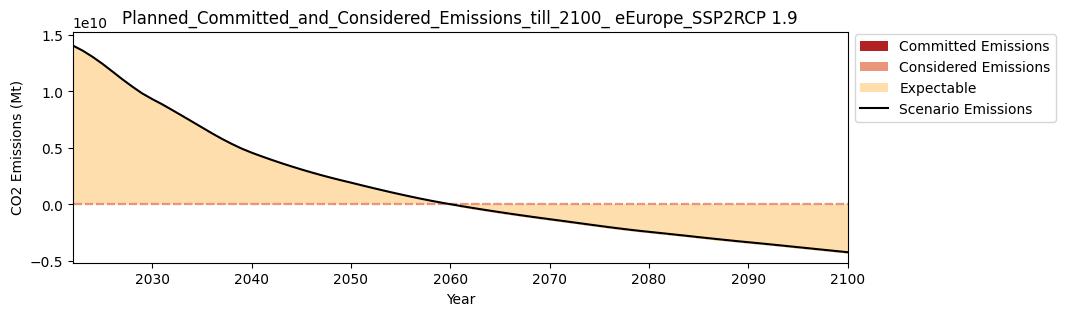 Planned_Committed_and_Considered_Emissions_till_2100_ eEurope_SSP2RCP 1.9
1e10
1.5
1.0
0.5
0.0
−0.5
CO2 Emissions (Mt)
2030 2040 2050 2060 2070 2080 2090 2100
Year
Committed Emissions
Considered Emissions
Expectable
Scenario Emissions